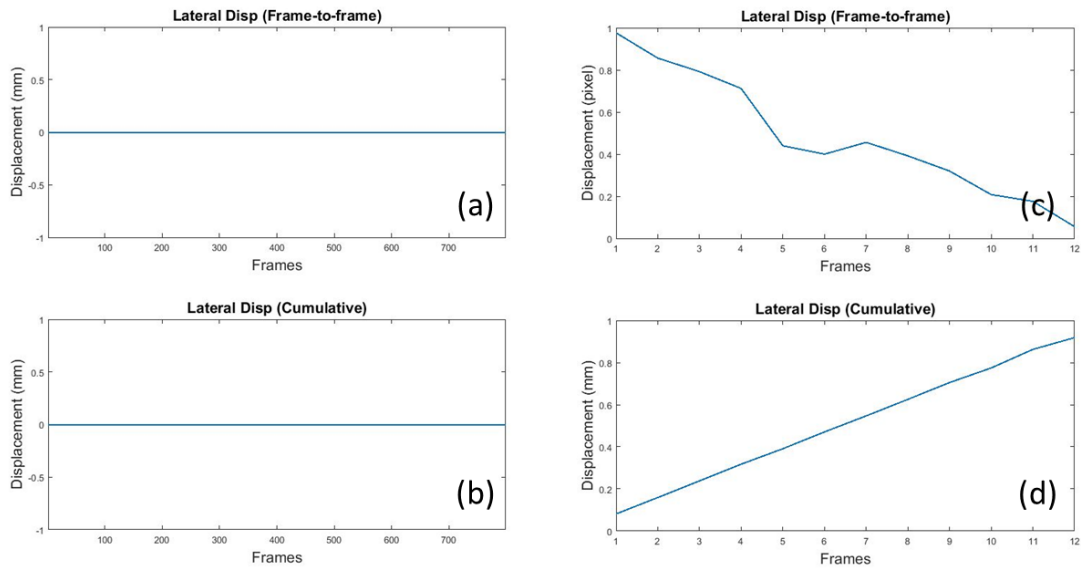 Lateral Disp (Frame-to-frame)
Displacement (mm)
1
0.5
0
-0.5
-1
100 200 300 400 500 600 700
Frames
(a)
Lateral Disp (Frame-to-frame)
Displacement (pixel)
1
0.8
0.6
0.4
0.2
0
1 2 3 4 5 6 7 8 9 10 11 12
Frames
(c)
Lateral Disp (Cumulative)
Displacement (mm)
1
0.5
0
-0.5
-1
100 200 300 400 500 600 700
Frames
(b)
Lateral Disp (Cumulative)
Displacement (mm)
1
0.8
0.6
0.4
0.2
0
1 2 3 4 5 6 7 8 9 10 11 12
Frames
(d)